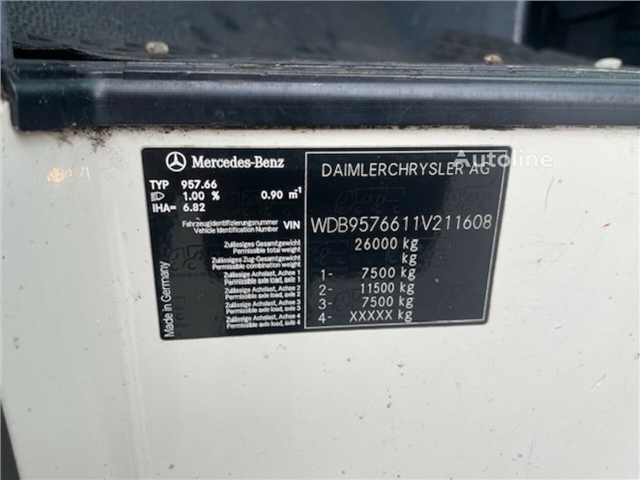 Mercedes-Benz
TYP 957.66
1.00 % 0.90 m-1
IHA= 6.82
Fahrzeugidentifizierungsnummer
Vehicle Identification Number VIN
Zulässiges Gesamtgewicht
Permissible total weight
Zulässiges Zug-Gesamtgewicht
Permissible combination weight
Zulässige Achslast, Achse 1
Permissible axle load, axle 1
Zulässige Achslast, Achse 2
Permissible axle load, axle 2
Zulässige Achslast, Achse 3
Permissible axle load, axle 3
Zulässige Achslast, Achse 4
Permissible axle load, axle 4
Made in Germany
DAIMLERCHRYSLER AG
WDB9576611V211608
26000 kg
kg
1- 7500 kg
2- 11500 kg
3- 7500 kg
4- XXXXX kg
Autoline